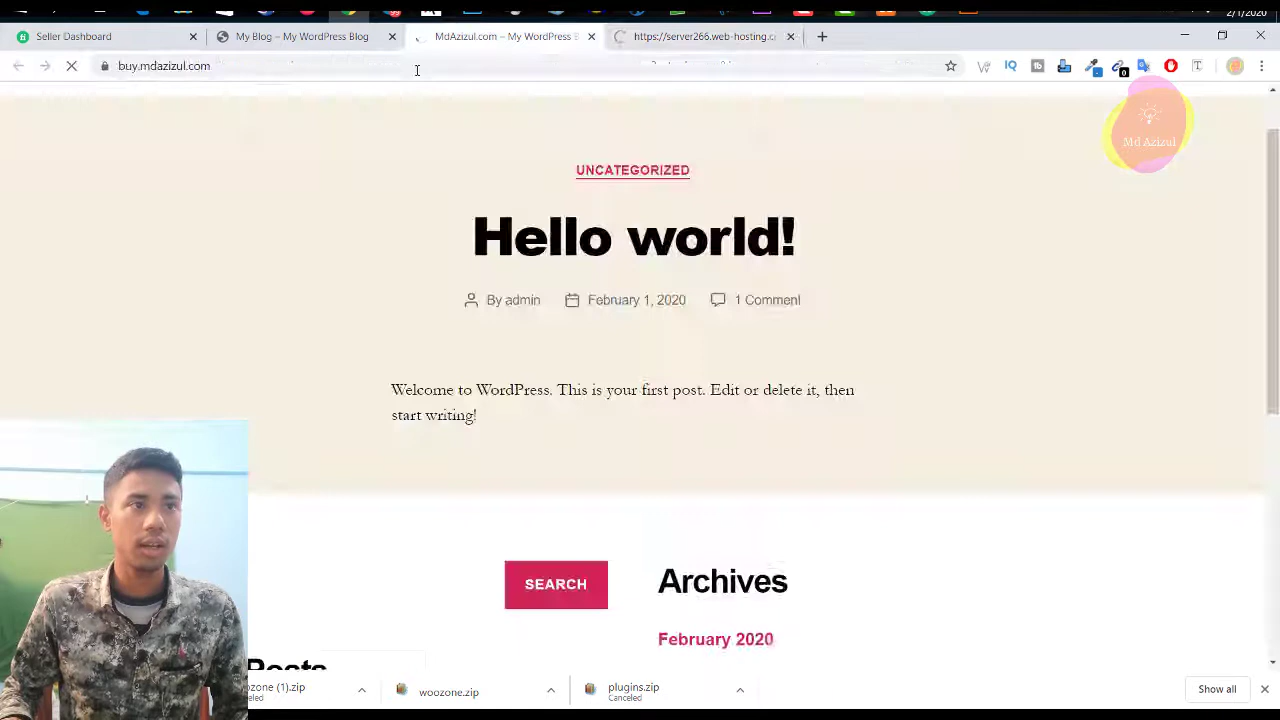 2/1/2020
Seller Dashboard
My Blog – My WordPress Blog
MdAzizul.com – My WordPress B
https://server266.web-hosting.c
buy.mdazizul.com
Md Azizul
UNCATEGORIZED
Hello world!
By admin
February 1, 2020
1 Comment
Welcome to WordPress. This is your first post. Edit or delete it, then
start writing!
SEARCH
Archives
February 2020
Posts
ozone (1).zip
eled
woozone.zip
plugins.zip
Canceled
Show all